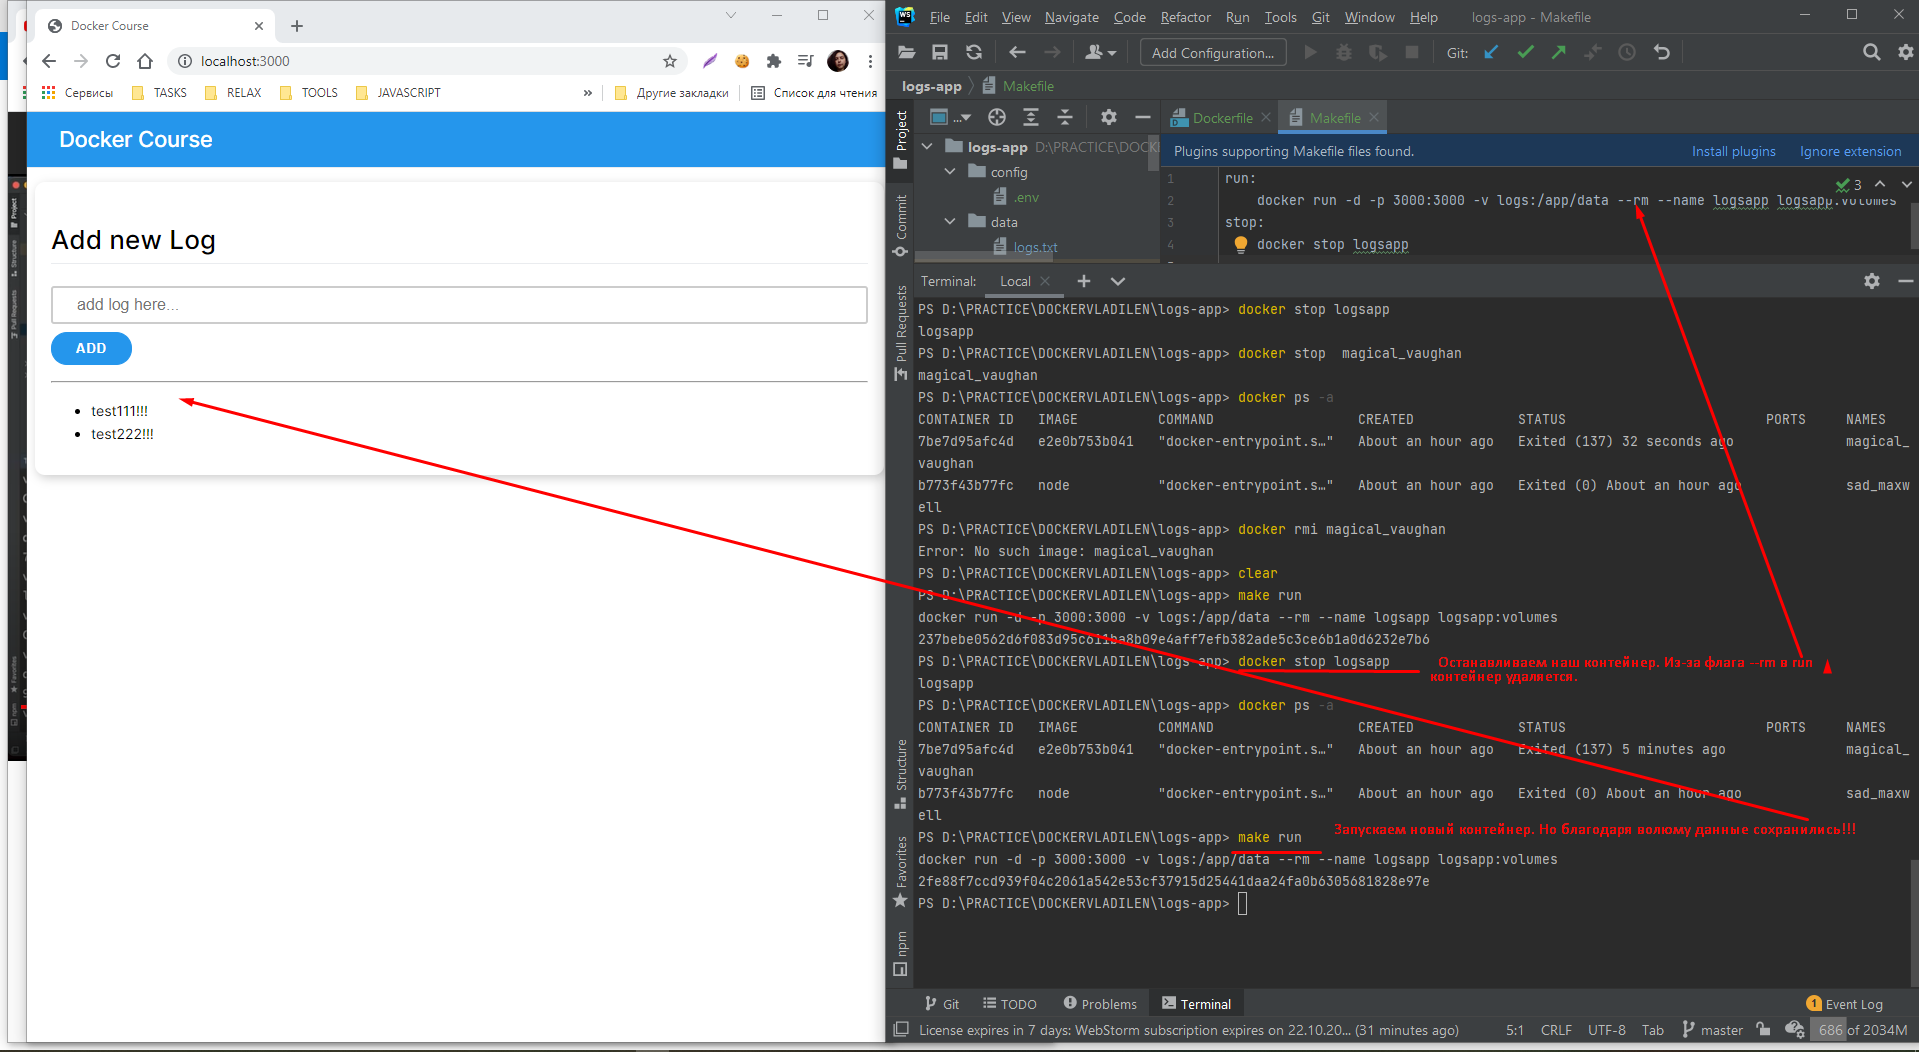 Docker Course
localhost:3000
Сервисы TASKS RELAX TOOLS JAVASCRIPT » Другие закладки Список для чтения
Docker Course
Add new Log
add log here...
ADD
test111!!!
test222!!!
WS File Edit View Navigate Code Refactor Run Tools Git Window Help logs-app - Makefile
Add Configuration... Git:
logs-app Makefile
Project
Commit
Pull Requests
Structure
Favorites
npm
... Dockerfile Makefile
logs-app D:\PRACTICE\DOCKE
config
.env
data
logs.txt
Plugins supporting Makefile files found. Install plugins Ignore extension
3
1 run:
2 docker run -d -p 3000:3000 -v logs:/app/data --rm --name logsapp logsapp:volumes
3 stop:
4 docker stop logsapp
Terminal: Local
PS D:\PRACTICE\DOCKERVLADILEN\logs-app> docker stop logsapp
logsapp
PS D:\PRACTICE\DOCKERVLADILEN\logs-app> docker stop  magical_vaughan
magical_vaughan
PS D:\PRACTICE\DOCKERVLADILEN\logs-app> docker ps -a
CONTAINER ID IMAGE COMMAND CREATED STATUS PORTS NAMES
7be7d95afc4d e2e0b753b041 "docker-entrypoint.s…" About an hour ago Exited (137) 32 seconds ago magical_
vaughan
b773f43b77fc node "docker-entrypoint.s…" About an hour ago Exited (0) About an hour ago sad_maxw
ell
PS D:\PRACTICE\DOCKERVLADILEN\logs-app> docker rmi magical_vaughan
Error: No such image: magical_vaughan
PS D:\PRACTICE\DOCKERVLADILEN\logs-app> clear
PS D:\PRACTICE\DOCKERVLADILEN\logs-app> make run
docker run -d -p 3000:3000 -v logs:/app/data --rm --name logsapp logsapp:volumes
237bebe0562d6f083d95c611ba8b09e4aff7efb382ade5c3ce6b1a0d6232e7b6
PS D:\PRACTICE\DOCKERVLADILEN\logs-app> docker stop logsapp
Останавливаем наш контейнер. Из-за флага --rm в run
контейнер удаляется.
logsapp
PS D:\PRACTICE\DOCKERVLADILEN\logs-app> docker ps -a
CONTAINER ID IMAGE COMMAND CREATED STATUS PORTS NAMES
7be7d95afc4d e2e0b753b041 "docker-entrypoint.s…" About an hour ago Exited (137) 5 minutes ago magical_
vaughan
b773f43b77fc node "docker-entrypoint.s…" About an hour ago Exited (0) About an hour ago sad_maxw
ell
PS D:\PRACTICE\DOCKERVLADILEN\logs-app> make run
Запускаем новый контейнер. Но благодаря волюму данные сохранились!!!
docker run -d -p 3000:3000 -v logs:/app/data --rm --name logsapp logsapp:volumes
2fe88f7ccd939f04c2061a542e53cf37915d25441daa24fa0b6305681828e97e
PS D:\PRACTICE\DOCKERVLADILEN\logs-app>
Git TODO Problems Terminal 1 Event Log
License expires in 7 days: WebStorm subscription expires on 22.10.20... (31 minutes ago) 5:1 CRLF UTF-8 Tab master 686 of 2034M